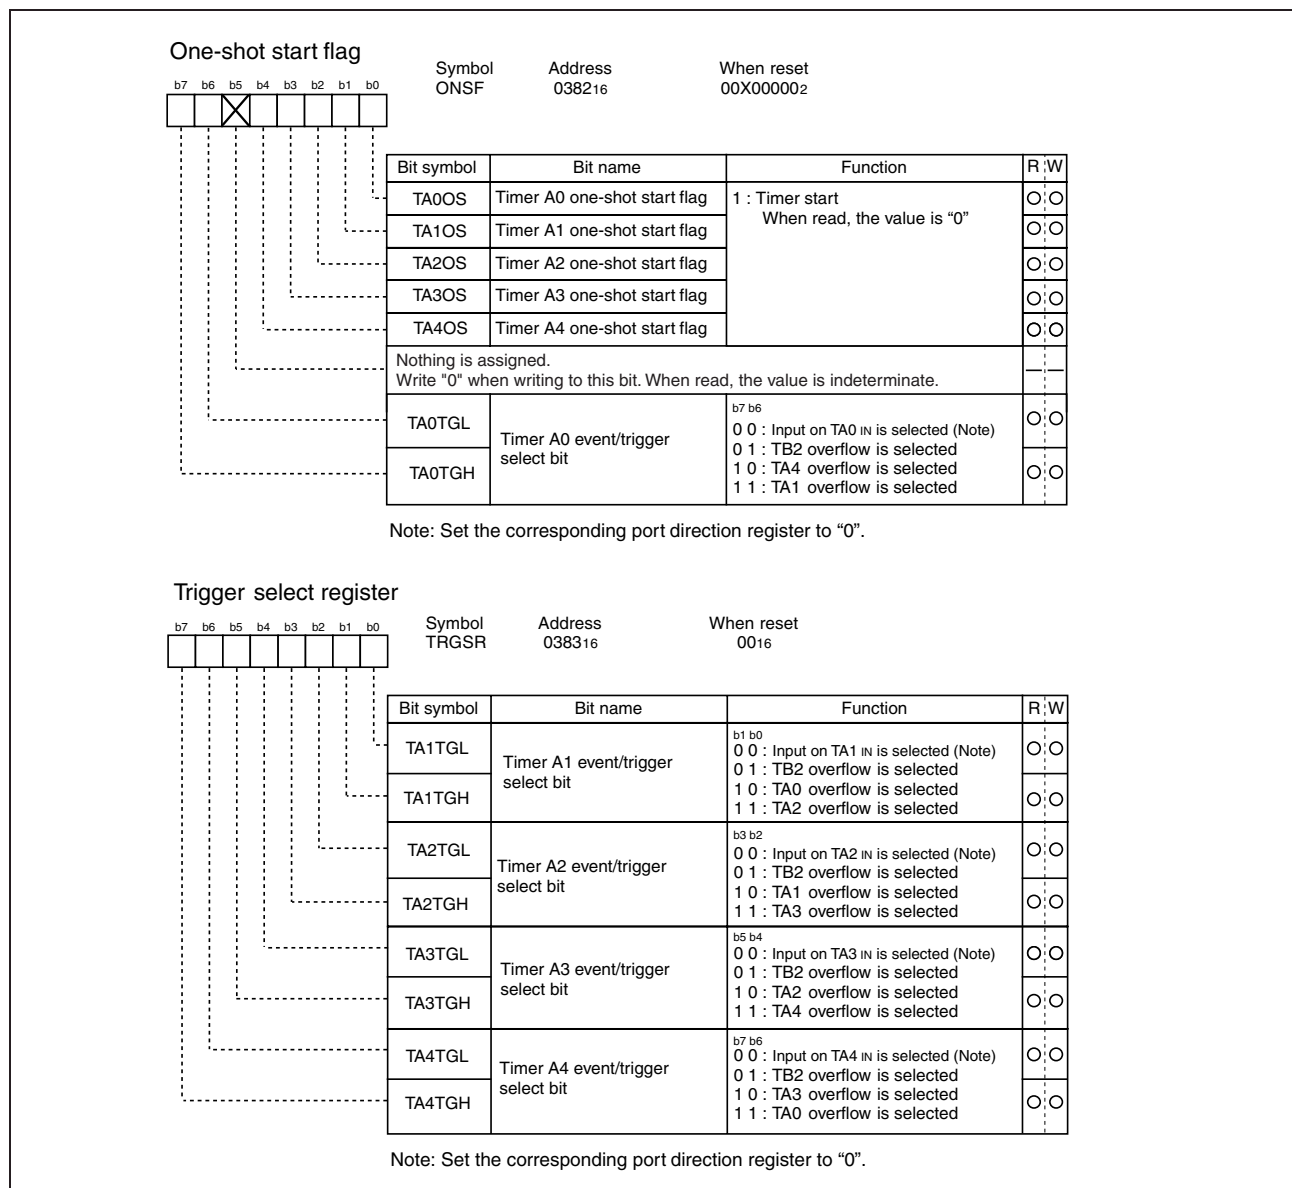 One-shot start flag
Symbol Address When reset
ONSF 038216 00X000002
b7 b6 b5 b4 b3 b2 b1 b0
Bit symbol Bit name Function R W
TA0OS Timer A0 one-shot start flag 1 : Timer start
When read, the value is “0”
TA1OS Timer A1 one-shot start flag
TA2OS Timer A2 one-shot start flag
TA3OS Timer A3 one-shot start flag
TA4OS Timer A4 one-shot start flag
Nothing is assigned.
Write "0" when writing to this bit. When read, the value is indeterminate.
TA0TGL
TA0TGH
Timer A0 event/trigger
select bit
b7 b6
0 0 : Input on TA0 IN is selected (Note)
0 1 : TB2 overflow is selected
1 0 : TA4 overflow is selected
1 1 : TA1 overflow is selected
Note: Set the corresponding port direction register to “0”.
Trigger select register
Symbol Address When reset
TRGSR 038316 0016
b7 b6 b5 b4 b3 b2 b1 b0
Bit symbol Bit name Function R W
TA1TGL
TA1TGH
Timer A1 event/trigger
select bit
b1 b0
0 0 : Input on TA1 IN is selected (Note)
0 1 : TB2 overflow is selected
1 0 : TA0 overflow is selected
1 1 : TA2 overflow is selected
TA2TGL
TA2TGH
Timer A2 event/trigger
select bit
b3 b2
0 0 : Input on TA2 IN is selected (Note)
0 1 : TB2 overflow is selected
1 0 : TA1 overflow is selected
1 1 : TA3 overflow is selected
TA3TGL
TA3TGH
Timer A3 event/trigger
select bit
b5 b4
0 0 : Input on TA3 IN is selected (Note)
0 1 : TB2 overflow is selected
1 0 : TA2 overflow is selected
1 1 : TA4 overflow is selected
TA4TGL
TA4TGH
Timer A4 event/trigger
select bit
b7 b6
0 0 : Input on TA4 IN is selected (Note)
0 1 : TB2 overflow is selected
1 0 : TA3 overflow is selected
1 1 : TA0 overflow is selected
Note: Set the corresponding port direction register to “0”.